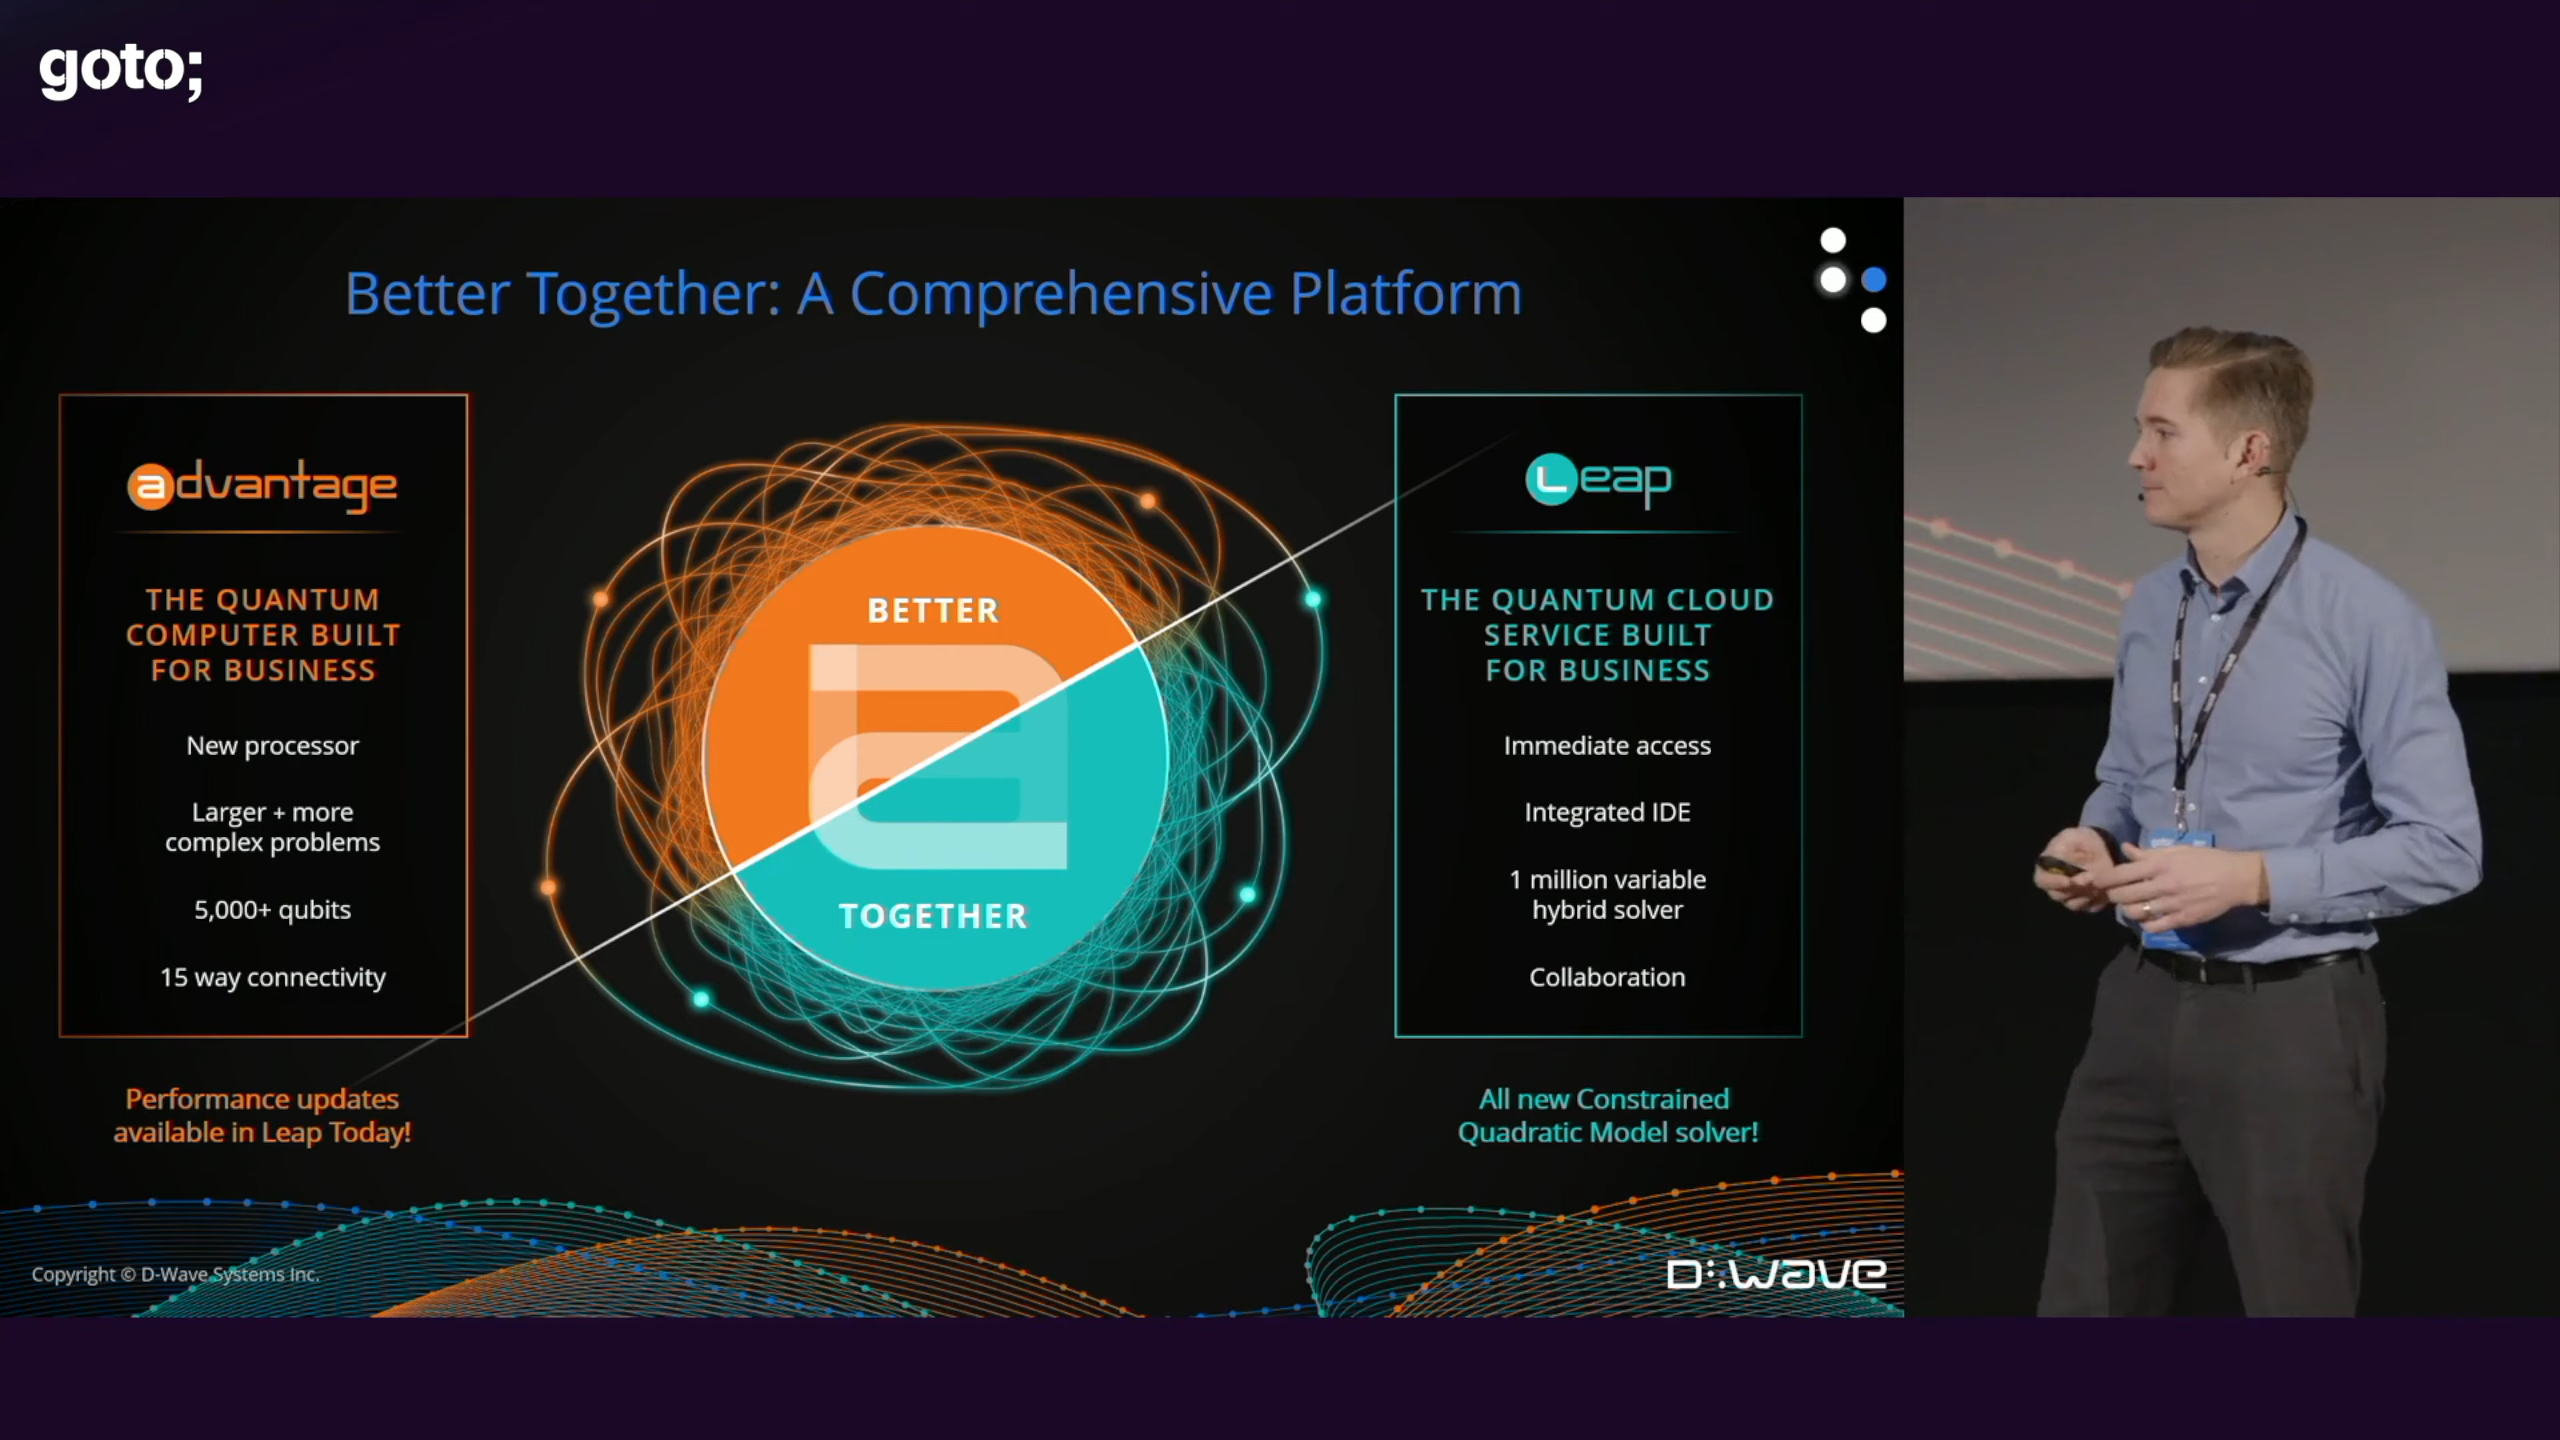 goto;
Better Together: A Comprehensive Platform
advantage
THE QUANTUM
COMPUTER BUILT
FOR BUSINESS
New processor
Larger + more
complex problems
5,000+ qubits
15 way connectivity
Performance updates
available in Leap Today!
BETTER
TOGETHER
Leap
THE QUANTUM CLOUD
SERVICE BUILT
FOR BUSINESS
Immediate access
Integrated IDE
1 million variable
hybrid solver
Collaboration
All new Constrained
Quadratic Model solver!
Copyright © D-Wave Systems Inc.
D:wave